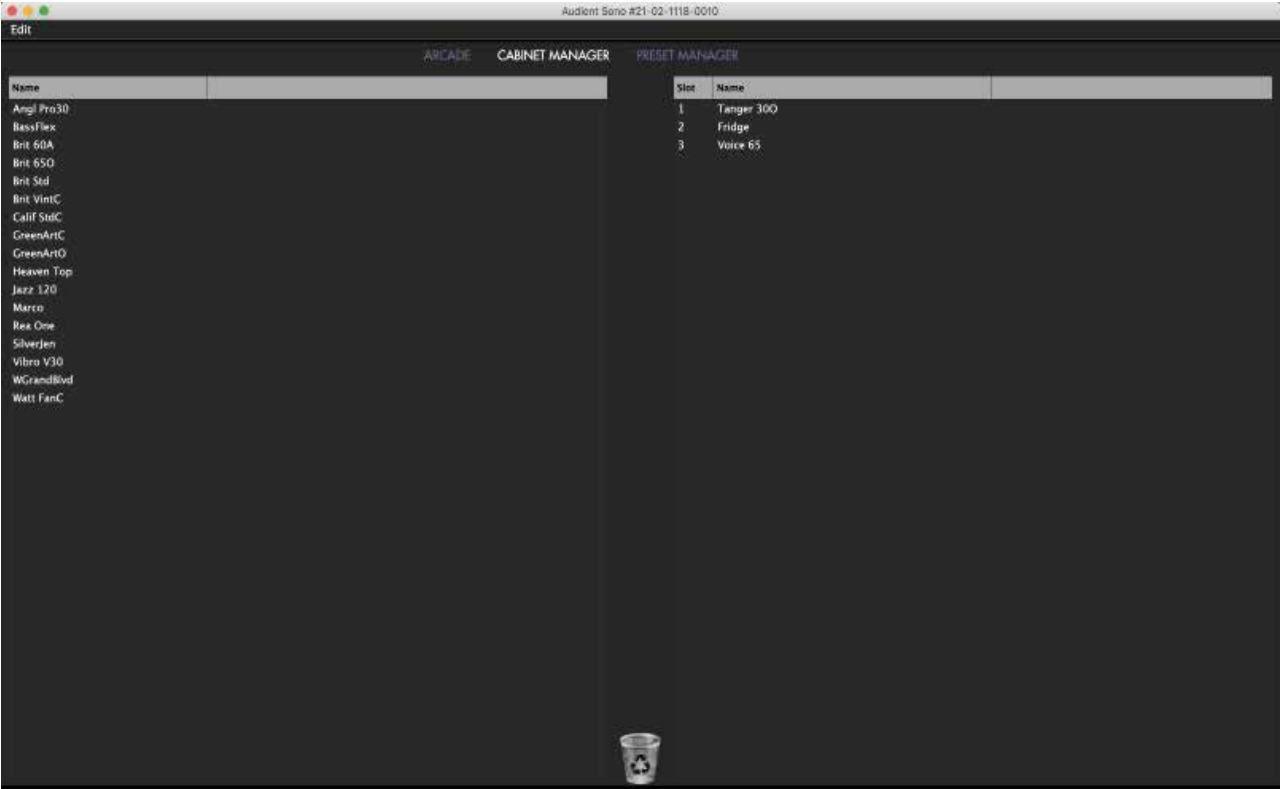 Audient Sono #21-02-1118-0010
Edit
ARCADE CABINET MANAGER PRESET MANAGER
Name
Angl Pro30
BassFlex
Brit 60A
Brit 65O
Brit Std
Brit VintC
Calif StdC
GreenArtC
GreenArtO
Heaven Top
Jazz 120
Marco
Rea One
SilverJen
Vibro V30
WGrandBlvd
Watt FanC
Slot Name
1 Tanger 30O
2 Fridge
3 Voice 65